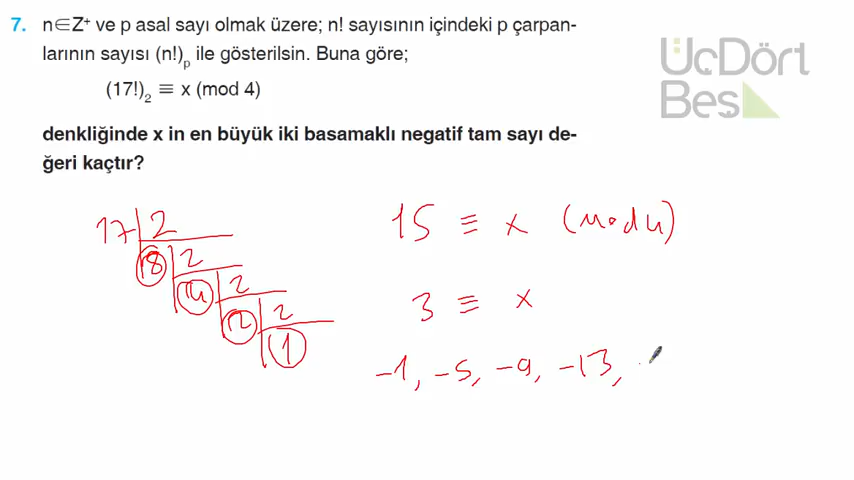 7. n∈Z⁺ ve p asal sayı olmak üzere; n! sayısının içindeki p çarpan-
larının sayısı (n!)ₚ ile gösterilsin. Buna göre;
(17!)₂ ≡ x (mod 4)
denkliğinde x in en büyük iki basamaklı negatif tam sayı de-
ğeri kaçtır?
ÜçDört
Beş
17 2
8 2
4 2
2 2
1
15 ≡ x (mod 4)
3 ≡ x
-1, -5, -9, -13,